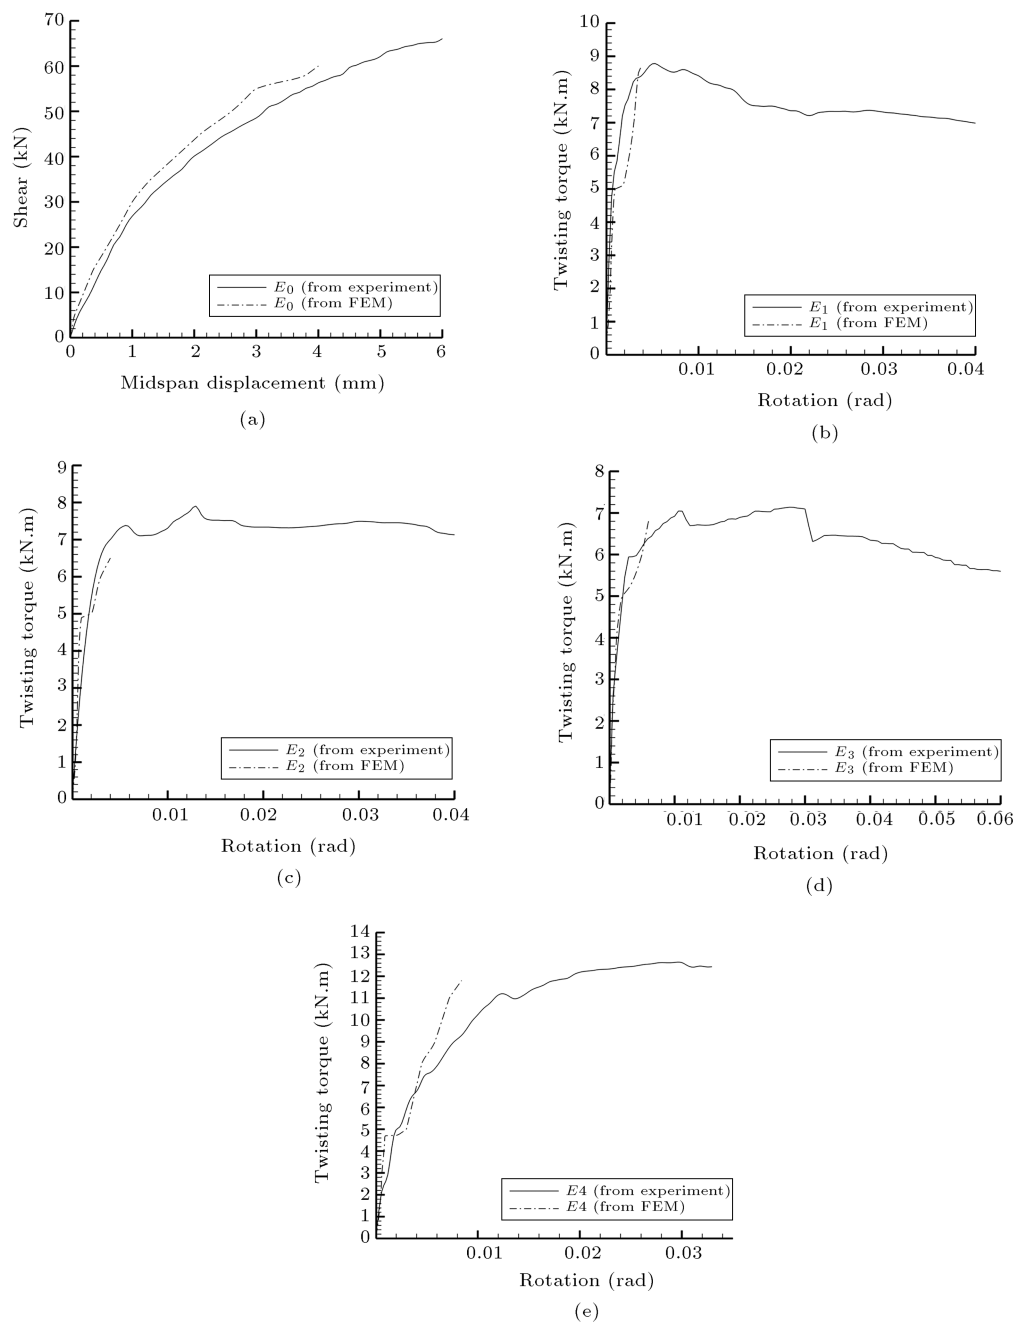 70
60
50
40
30
20
10
0
Shear (kN)
E0 (from experiment)
E0 (from FEM)
0 1 2 3 4 5 6
Midspan displacement (mm)
(a)
10
9
8
7
6
5
4
3
2
1
0
Twisting torque (kN.m)
E1 (from experiment)
E1 (from FEM)
0.01 0.02 0.03 0.04
Rotation (rad)
(b)
9
8
7
6
5
4
3
2
1
0
Twisting torque (kN.m)
E2 (from experiment)
E2 (from FEM)
0.01 0.02 0.03 0.04
Rotation (rad)
(c)
8
7
6
5
4
3
2
1
0
Twisting torque (kN.m)
E3 (from experiment)
E3 (from FEM)
0.01 0.02 0.03 0.04 0.05 0.06
Rotation (rad)
(d)
14
13
12
11
10
9
8
7
6
5
4
3
2
1
0
Twisting torque (kN.m)
E4 (from experiment)
E4 (from FEM)
0.01 0.02 0.03
Rotation (rad)
(e)